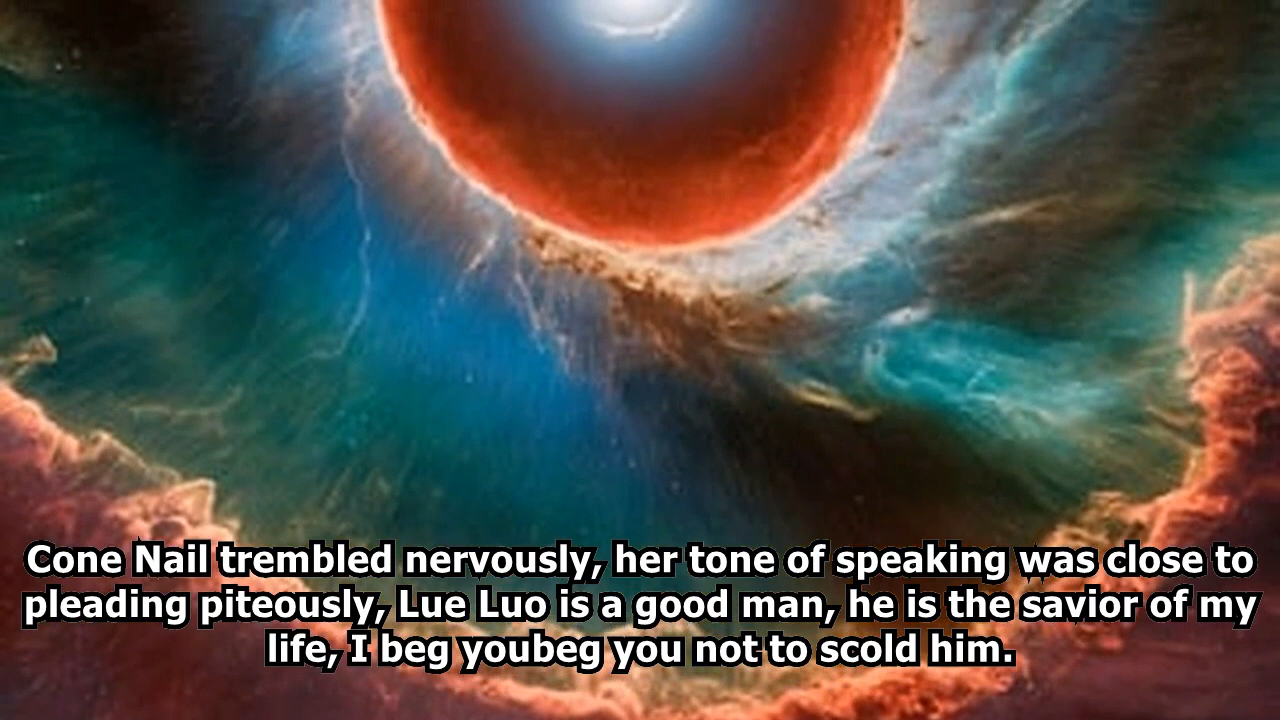 Cone Nail trembled nervously, her tone of speaking was close to
pleading piteously, Lue Luo is a good man, he is the savior of my
life, I beg youbeg you not to scold him.